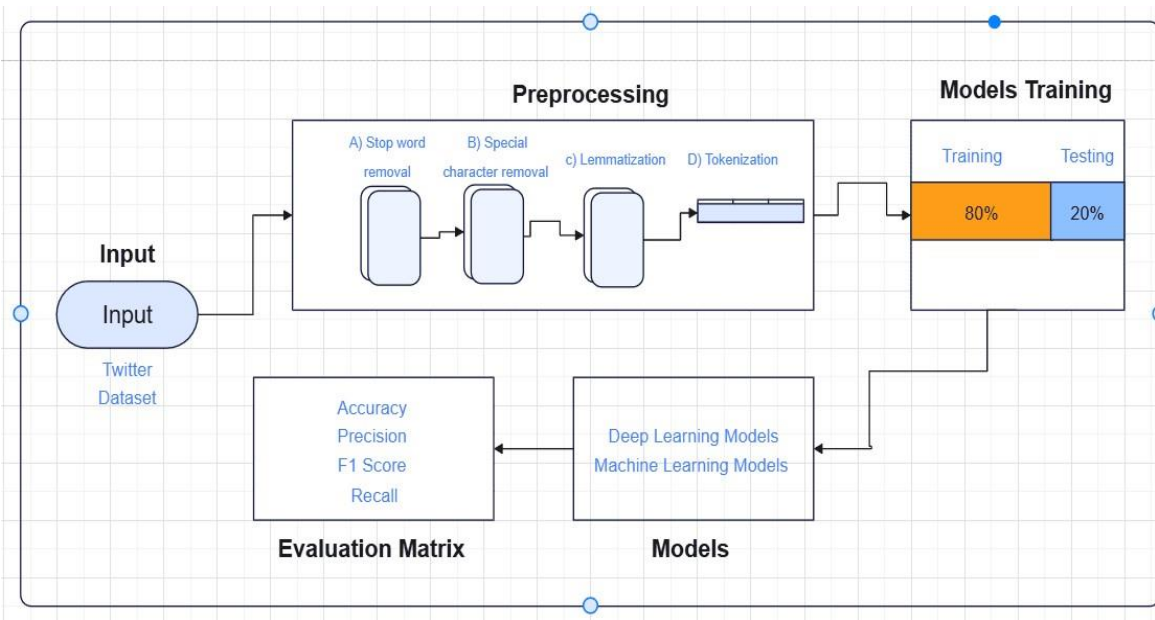 Preprocessing
Models Training
A) Stop word
removal
B) Special
character removal
c) Lemmatization
D) Tokenization
Training
Testing
80%
20%
Input
Input
Twitter
Dataset
Accuracy
Precision
F1 Score
Recall
Evaluation Matrix
Deep Learning Models
Machine Learning Models
Models